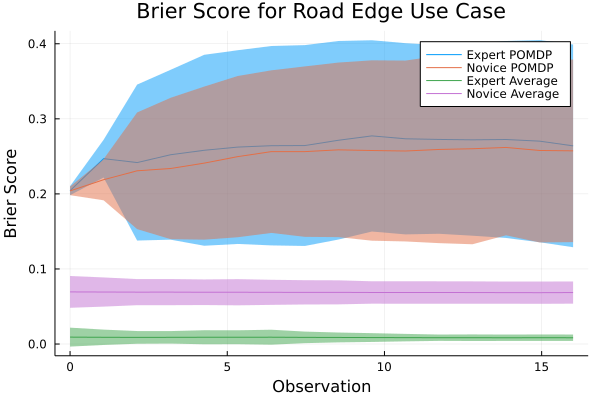 Brier Score for Road Edge Use Case
Brier Score
0.4
0.3
0.2
0.1
0.0
Expert POMDP
Novice POMDP
Expert Average
Novice Average
0
5
10
15
Observation